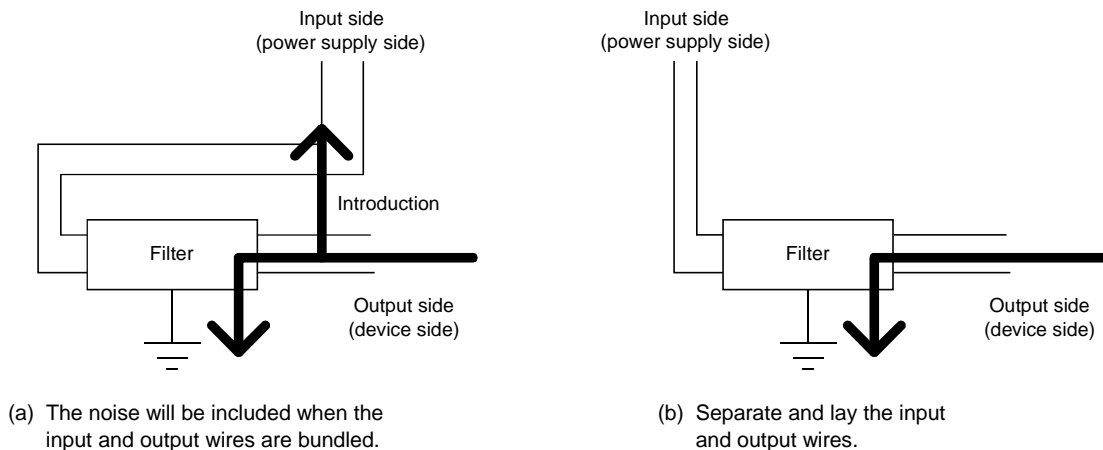 Input side
(power supply side)
Introduction
Filter
Output side
(device side)
(a) The noise will be included when the
input and output wires are bundled.
Input side
(power supply side)
Filter
Output side
(device side)
(b) Separate and lay the input
and output wires.